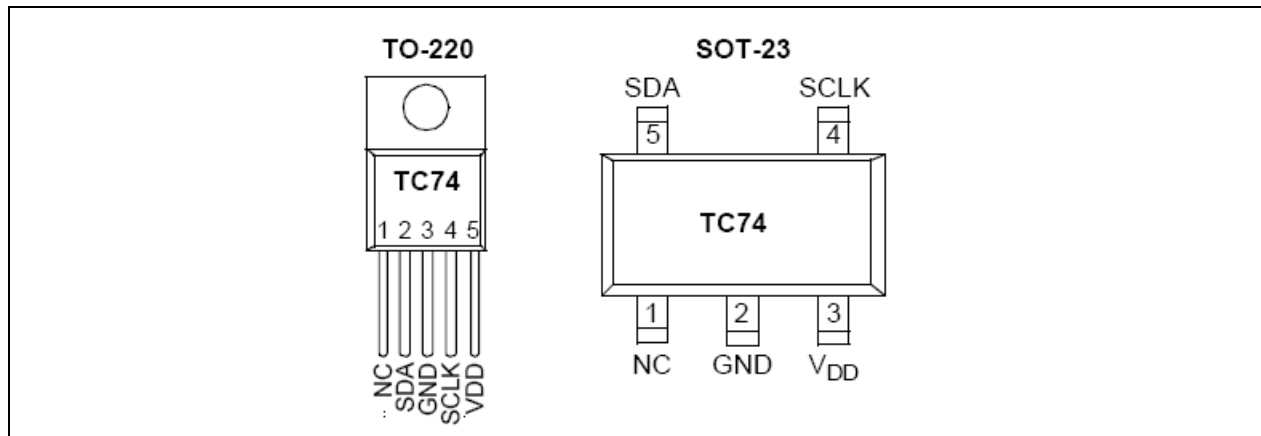 TO-220
TC74
1 2 3 4 5
NC
SDA
GND
SCLK
VDD
SOT-23
SDA SCLK
5 4
TC74
1 2 3
NC GND VDD